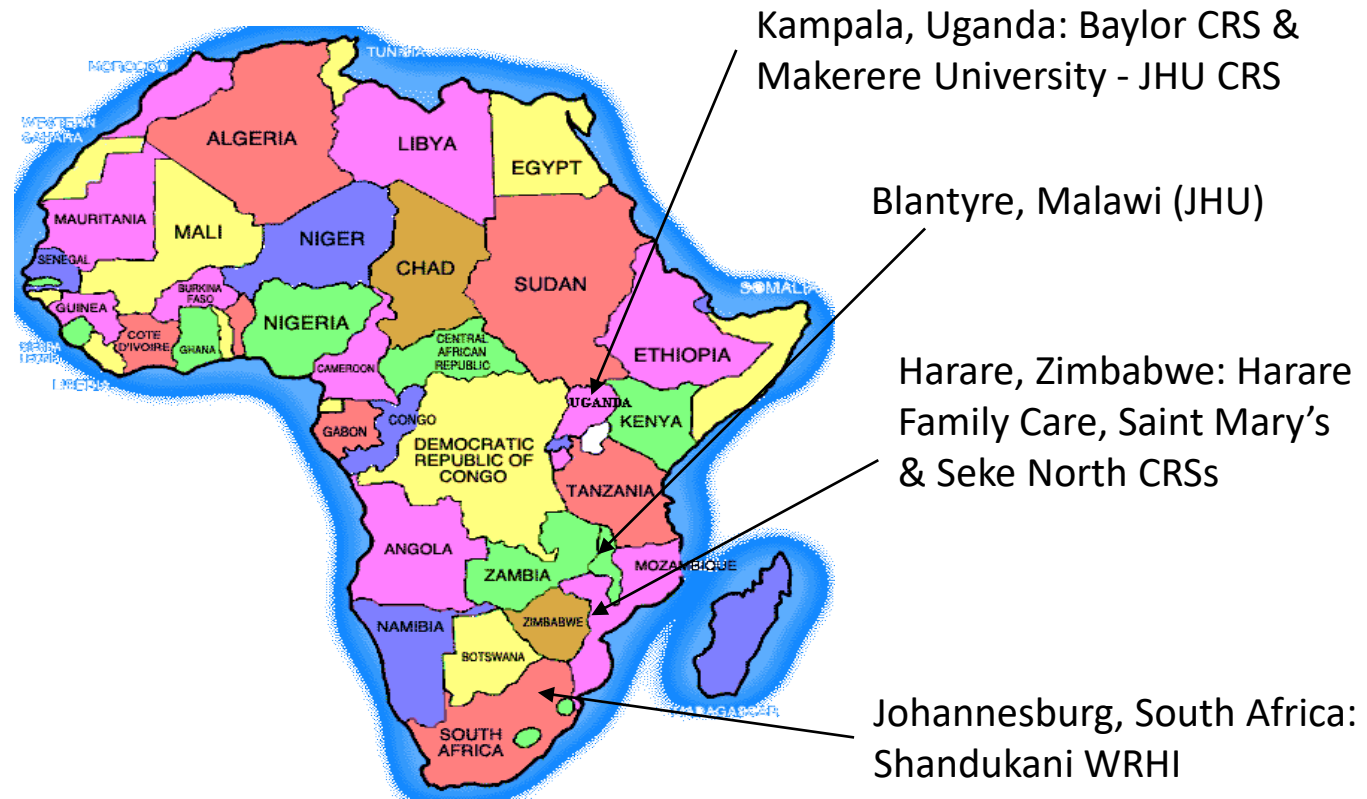 Kampala, Uganda: Baylor CRS &
Makerere University - JHU CRS
Blantyre, Malawi (JHU)
Harare, Zimbabwe: Harare
Family Care, Saint Mary’s
& Seke North CRSs
Johannesburg, South Africa:
Shandukani WRHI
MOROCCO
TUNISIA
WESTERN
SAHARA
ALGERIA
LIBYA
EGYPT
MAURITANIA
MALI
NIGER
CHAD
SUDAN
SOMALIA
SENEGAL
BURKINA
FASO
GUINEA
NIGERIA
SIERRA
LEONE
COTE
D'IVOIRE
GHANA
LIBERIA
CENTRAL
AFRICAN
REPUBLIC
CAMEROON
ETHIOPIA
UGANDA
KENYA
GABON
CONGO
DEMOCRATIC
REPUBLIC OF
CONGO
TANZANIA
ANGOLA
ZAMBIA
MOZAMBIQUE
NAMIBIA
ZIMBABWE
BOTSWANA
MADAGASCAR
SOUTH
AFRICA